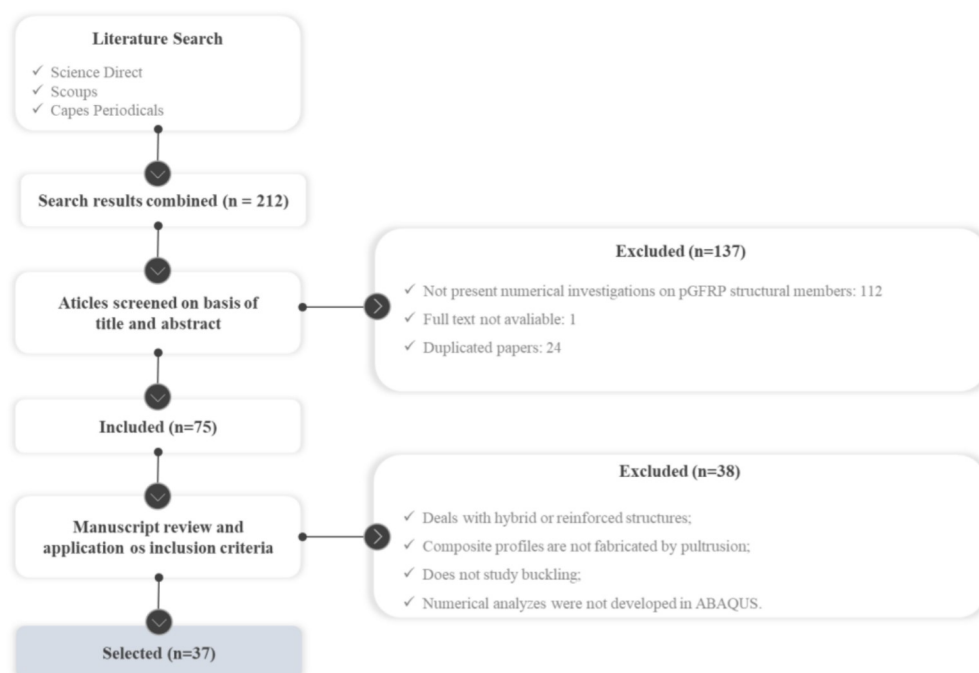 Literature Search
✓ Science Direct
✓ Scoups
✓ Capes Periodicals
Search results combined (n = 212)
Aticles screened on basis of
title and abstract
Excluded (n=137)
✓ Not present numerical investigations on pGFRP structural members: 112
✓ Full text not avaliable: 1
✓ Duplicated papers: 24
Included (n=75)
Manuscript review and
application os inclusion criteria
Excluded (n=38)
✓ Deals with hybrid or reinforced structures;
✓ Composite profiles are not fabricated by pultrusion;
✓ Does not study buckling;
✓ Numerical analyzes were not developed in ABAQUS.
Selected (n=37)